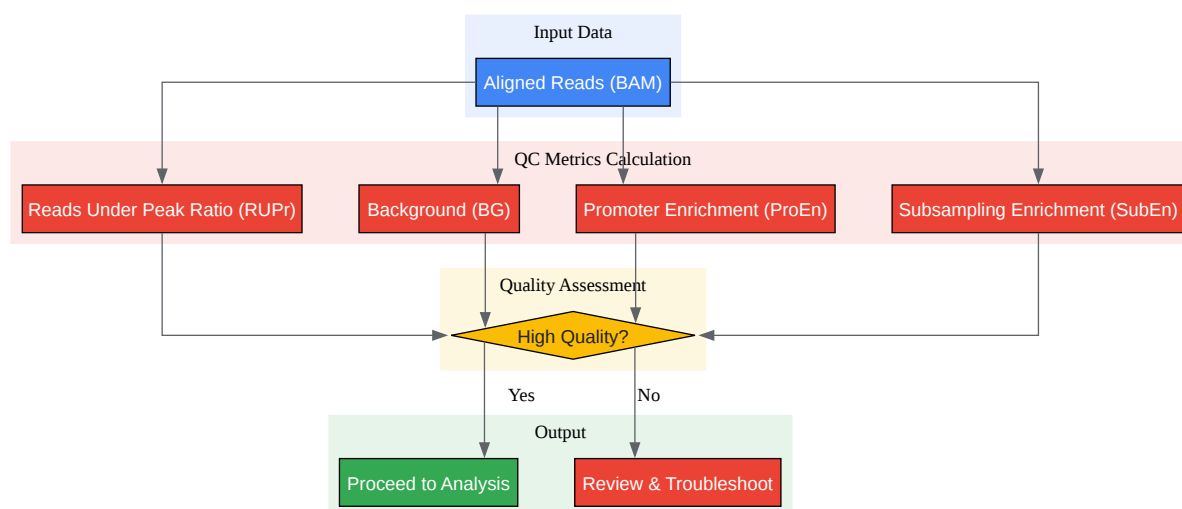 Input Data
Aligned Reads (BAM)
QC Metrics Calculation
Reads Under Peak Ratio (RUPr)
Background (BG)
Promoter Enrichment (ProEn)
Subsampling Enrichment (SubEn)
Quality Assessment
High Quality?
Yes
No
Output
Proceed to Analysis
Review & Troubleshoot